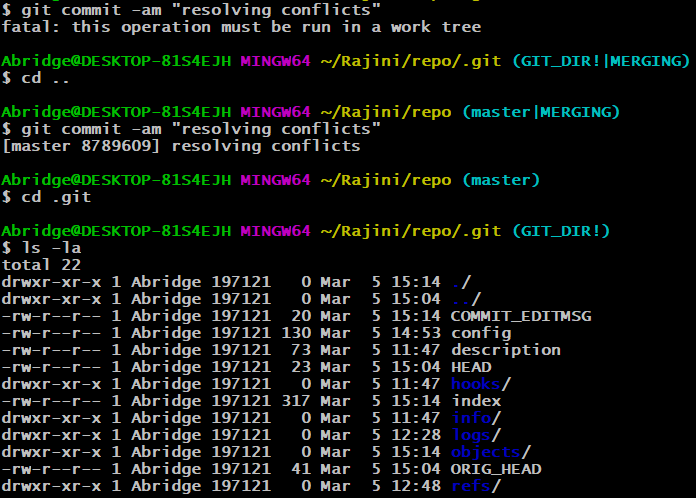 $ git commit -am "resolving conflicts"
fatal: this operation must be run in a work tree
Abridge@DESKTOP-81S4EJH MINGW64 ~/Rajini/repo/.git (GIT_DIR!|MERGING)
$ cd ..
Abridge@DESKTOP-81S4EJH MINGW64 ~/Rajini/repo (master|MERGING)
$ git commit -am "resolving conflicts"
[master 8789609] resolving conflicts
Abridge@DESKTOP-81S4EJH MINGW64 ~/Rajini/repo (master)
$ cd .git
Abridge@DESKTOP-81S4EJH MINGW64 ~/Rajini/repo/.git (GIT_DIR!)
$ ls -la
total 22
drwxr-xr-x 1 Abridge 197121   0 Mar  5 15:14 ./
drwxr-xr-x 1 Abridge 197121   0 Mar  5 15:04 ../
-rw-r--r-- 1 Abridge 197121  20 Mar  5 15:14 COMMIT_EDITMSG
-rw-r--r-- 1 Abridge 197121 130 Mar  5 14:53 config
-rw-r--r-- 1 Abridge 197121  73 Mar  5 11:47 description
-rw-r--r-- 1 Abridge 197121  23 Mar  5 15:04 HEAD
drwxr-xr-x 1 Abridge 197121   0 Mar  5 11:47 hooks/
-rw-r--r-- 1 Abridge 197121 317 Mar  5 15:14 index
drwxr-xr-x 1 Abridge 197121   0 Mar  5 11:47 info/
drwxr-xr-x 1 Abridge 197121   0 Mar  5 12:28 logs/
drwxr-xr-x 1 Abridge 197121   0 Mar  5 15:14 objects/
-rw-r--r-- 1 Abridge 197121  41 Mar  5 15:04 ORIG_HEAD
drwxr-xr-x 1 Abridge 197121   0 Mar  5 12:48 refs/